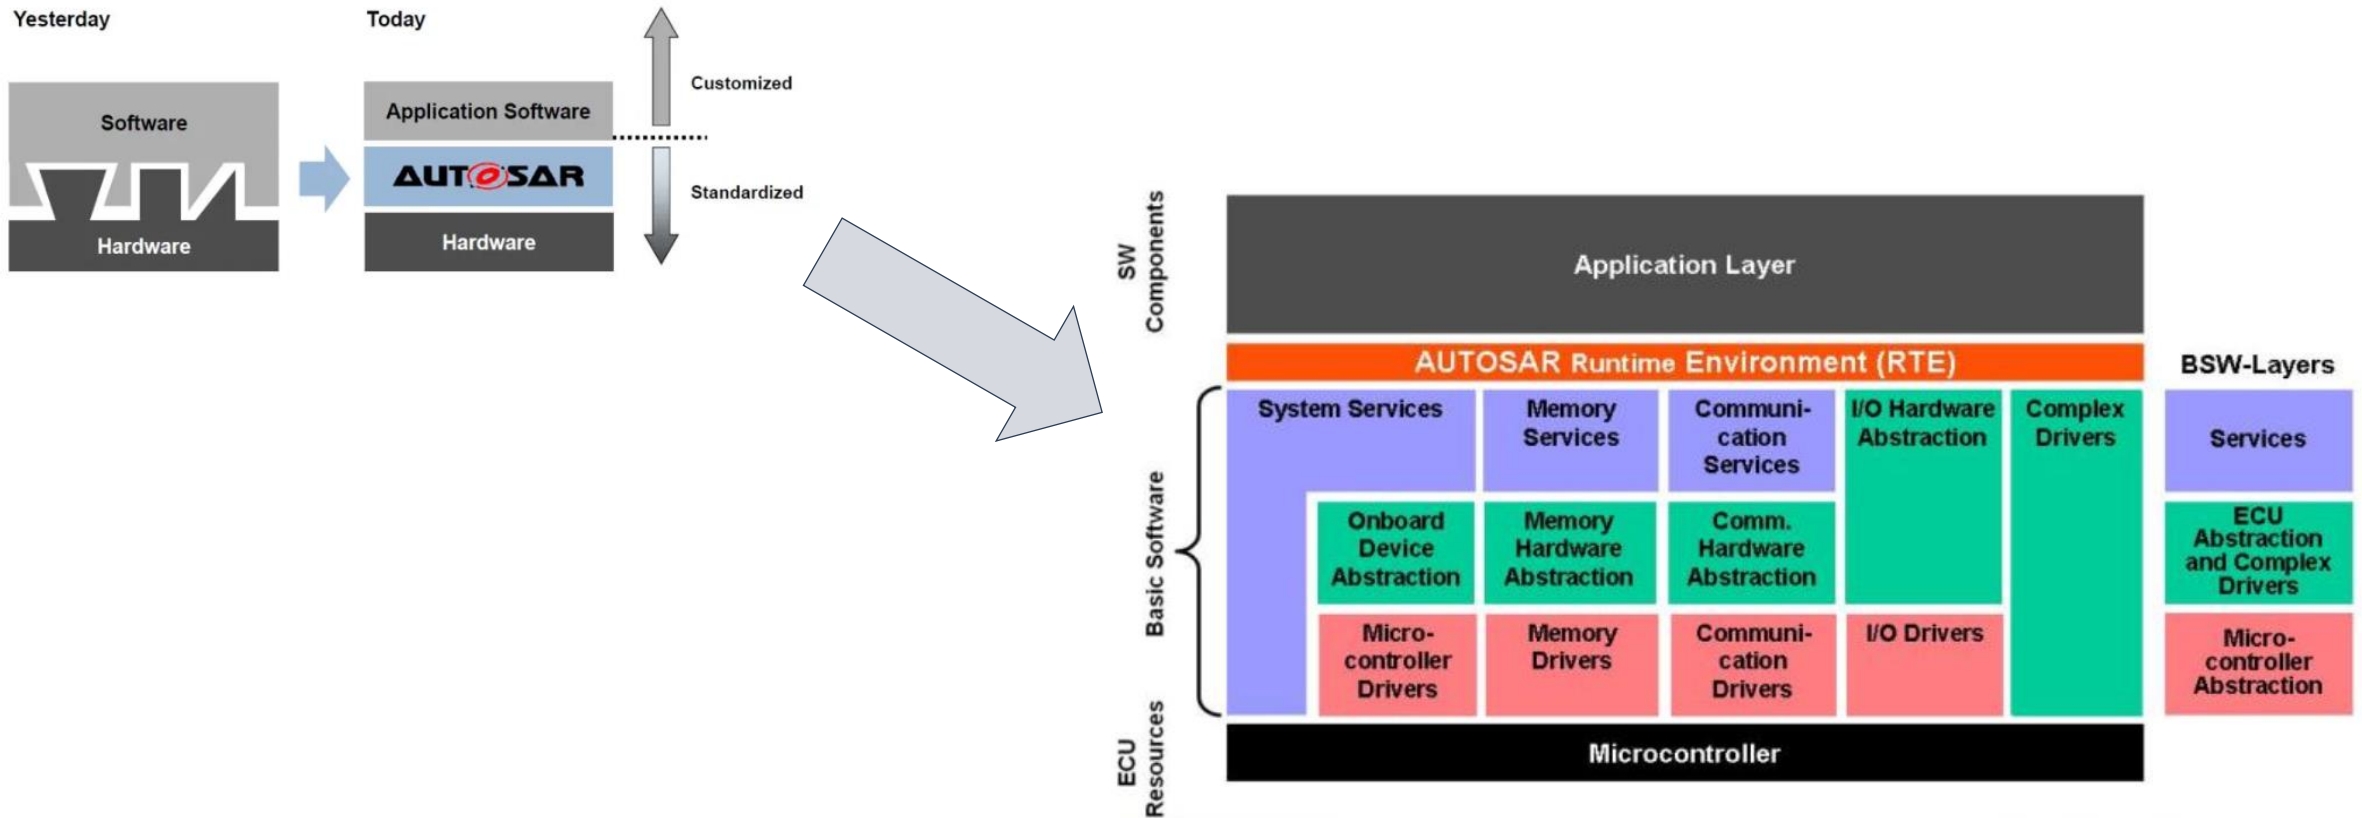 Yesterday
Today
Software
Hardware
Application Software
AUTOSAR
Hardware
Customized
Standardized
SW
Components
Application Layer
AUTOSAR Runtime Environment (RTE)
BSW-Layers
Basic Software
System Services
Memory
Services
Communi-
cation
Services
I/O Hardware
Abstraction
Complex
Drivers
Services
Onboard
Device
Abstraction
Memory
Hardware
Abstraction
Comm.
Hardware
Abstraction
ECU
Abstraction
and Complex
Drivers
Micro-
controller
Drivers
Memory
Drivers
Communi-
cation
Drivers
I/O Drivers
Micro-
controller
Abstraction
ECU
Resources
Microcontroller